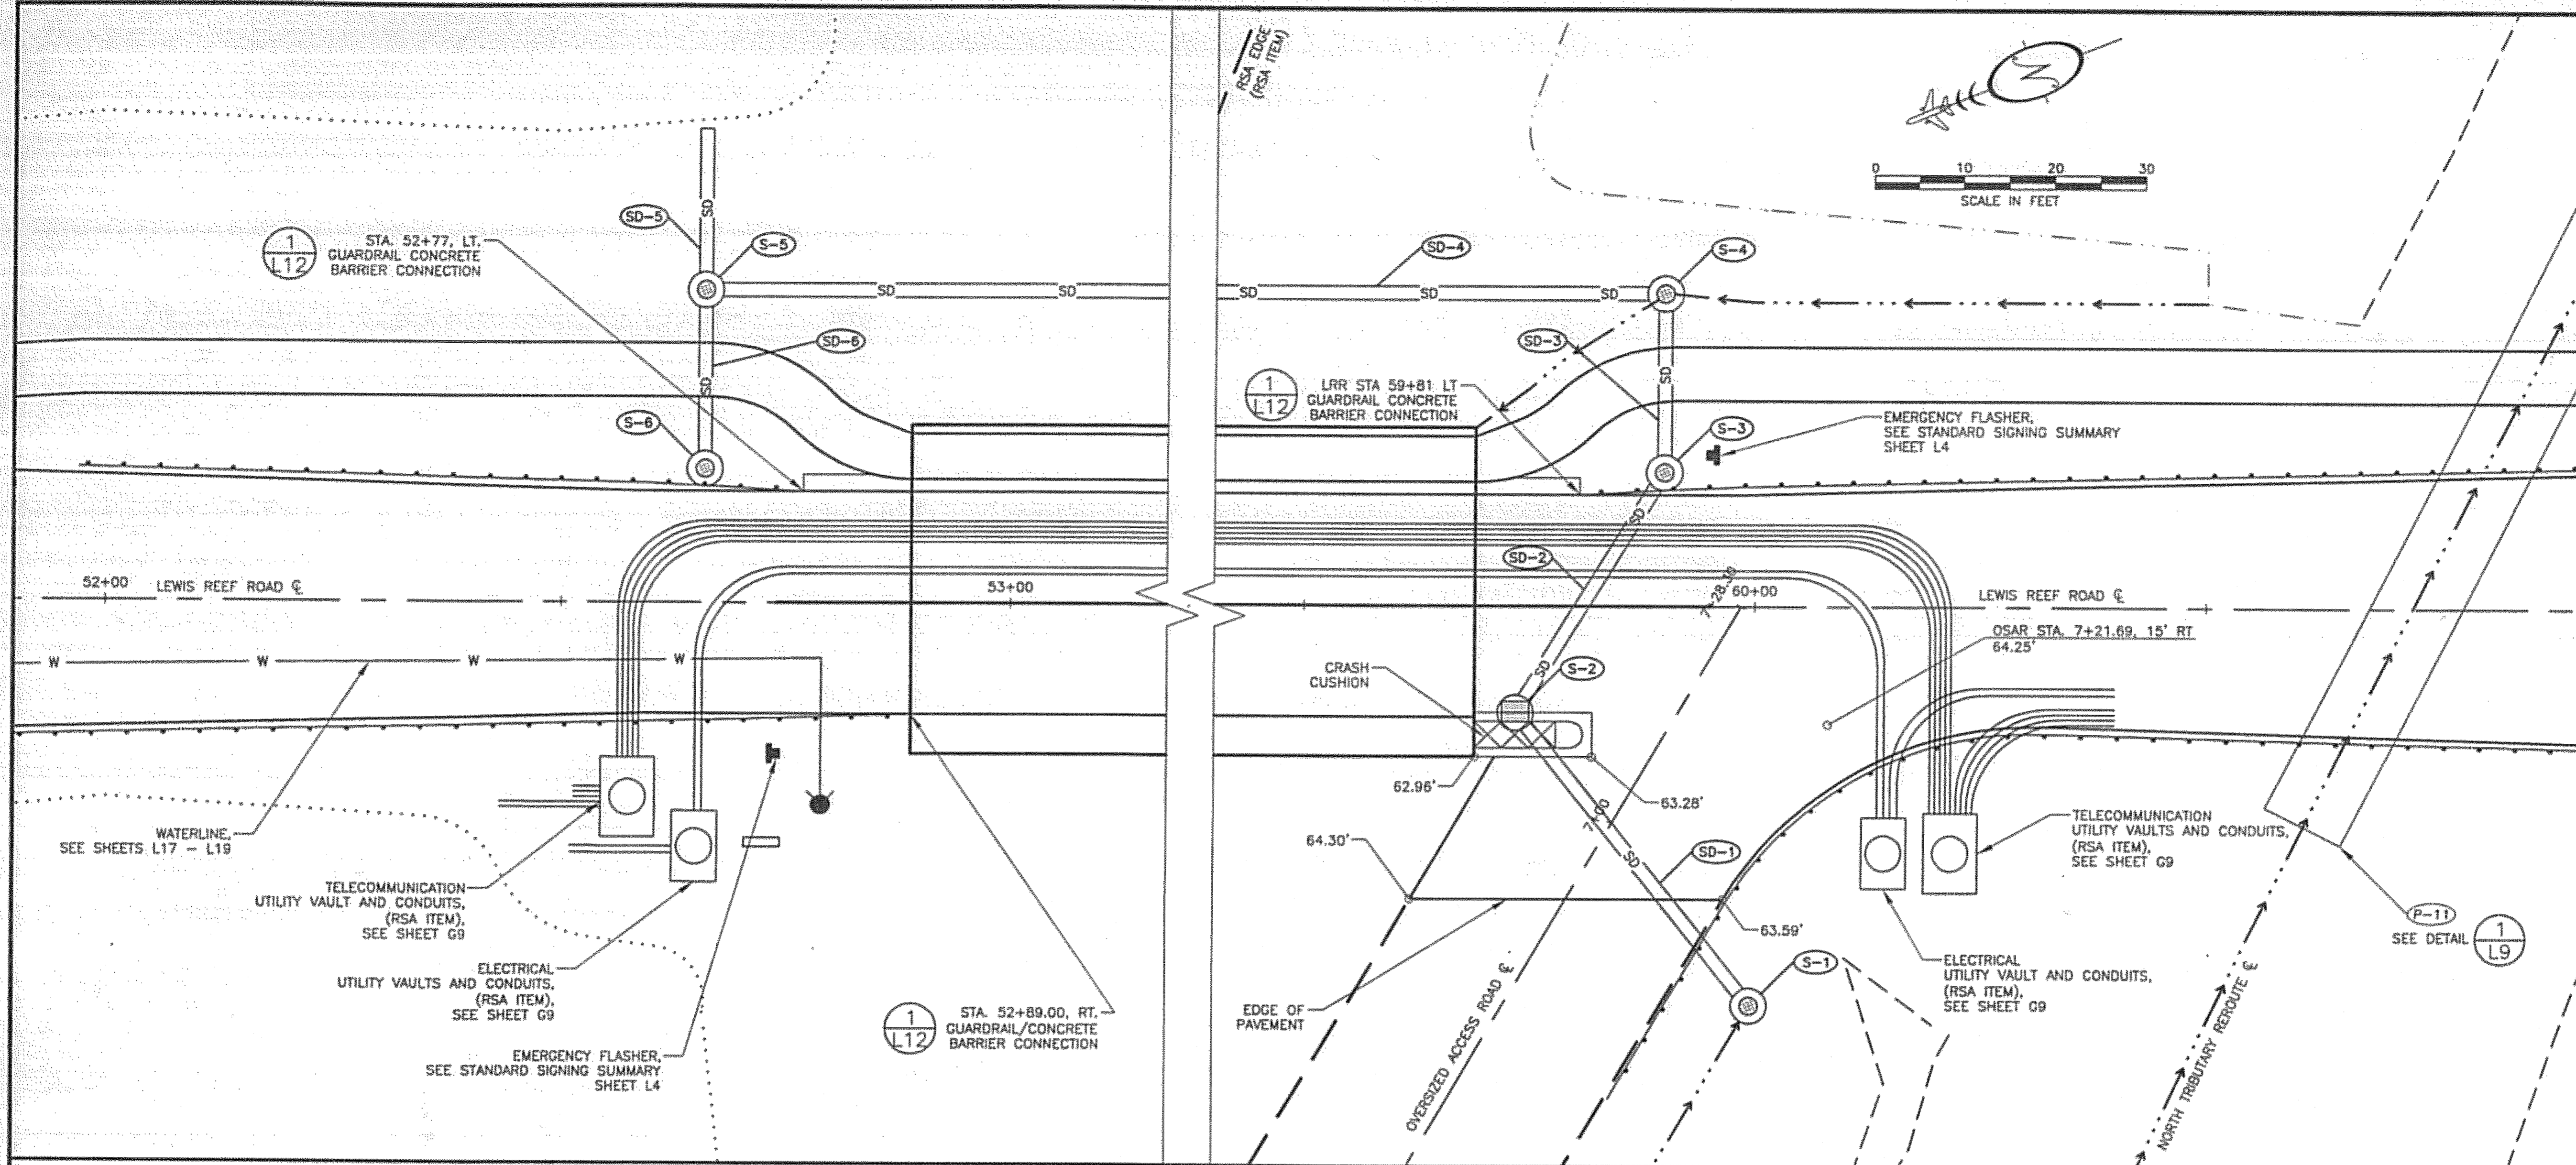 RSA EDGE
(RSA ITEM)
N
0 10 20 30
SCALE IN FEET
SD
SD-5
S-5
1
L12
STA. 52+77, LT,
GUARDRAIL CONCRETE
BARRIER CONNECTION
SD SD SD SD SD
SD-4
S-4
SD-6
SD
S-6
SD-3
SD
1
L12
LRR STA 59+81 LT
GUARDRAIL CONCRETE
BARRIER CONNECTION
S-3
EMERGENCY FLASHER,
SEE STANDARD SIGNING SUMMARY
SHEET L4
SD
SD-2
52+00
LEWIS REEF ROAD ℄
53+00
7+28.30
60+00
LEWIS REEF ROAD ℄
OSAR STA. 7+21.69, 15' RT
64.25'
W W W W
SD
S-2
CRASH
CUSHION
62.96'
63.28'
7+00
64.30'
SD
SD-1
63.59'
WATERLINE,
SEE SHEETS L17 – L19
TELECOMMUNICATION
UTILITY VAULT AND CONDUITS,
(RSA ITEM),
SEE SHEET G9
ELECTRICAL
UTILITY VAULTS AND CONDUITS,
(RSA ITEM),
SEE SHEET G9
EMERGENCY FLASHER,
SEE STANDARD SIGNING SUMMARY
SHEET L4
1
L12
STA. 52+89.00, RT,
GUARDRAIL/CONCRETE
BARRIER CONNECTION
EDGE OF
PAVEMENT
OVERSIZED ACCESS ROAD ℄
S-1
TELECOMMUNICATION
UTILITY VAULTS AND CONDUITS,
(RSA ITEM),
SEE SHEET G9
ELECTRICAL
UTILITY VAULT AND CONDUITS,
(RSA ITEM),
SEE SHEET G9
P-11
SEE DETAIL
1
L9
NORTH TRIBUTARY REROUTE ℄